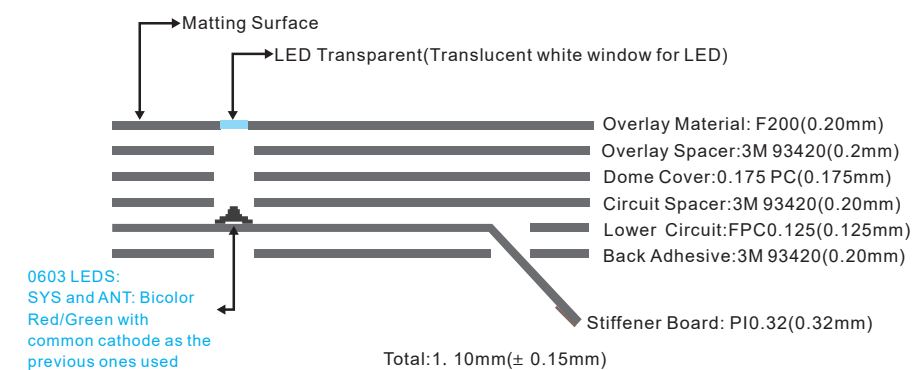 Matting Surface
LED Transparent(Translucent white window for LED)
Overlay Material: F200(0.20mm)
Overlay Spacer:3M 93420(0.2mm)
Dome Cover:0.175 PC(0.175mm)
Circuit Spacer:3M 93420(0.20mm)
Lower Circuit:FPC0.125(0.125mm)
Back Adhesive:3M 93420(0.20mm)
0603 LEDS:
SYS and ANT: Bicolor
Red/Green with
common cathode as the
previous ones used
Stiffener Board: PI0.32(0.32mm)
Total:1. 10mm(± 0.15mm)